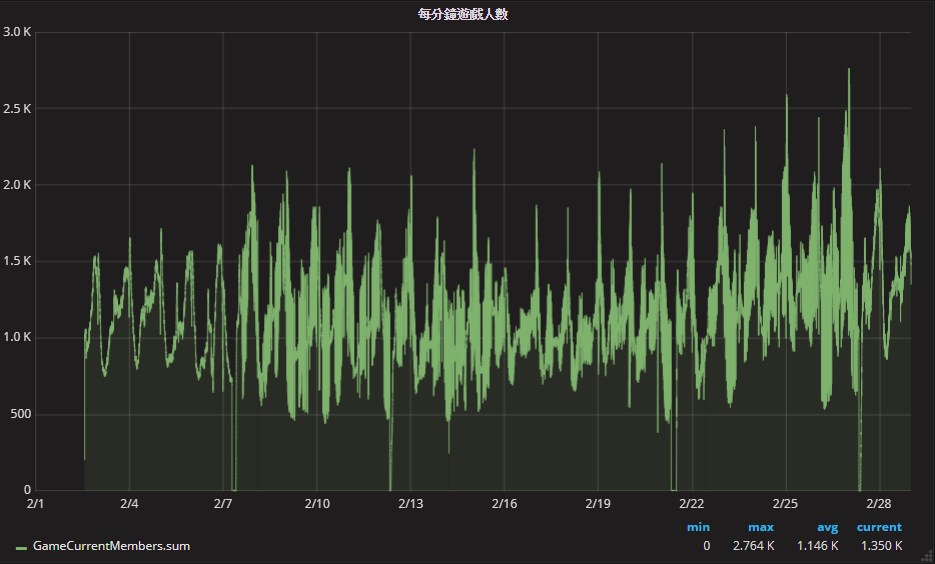 每分鐘遊戲人數
3.0 K
2.5 K
2.0 K
1.5 K
1.0 K
500
0
2/1 2/4 2/7 2/10 2/13 2/16 2/19 2/22 2/25 2/28
min max avg current
GameCurrentMembers.sum 0 2.764 K 1.146 K 1.350 K